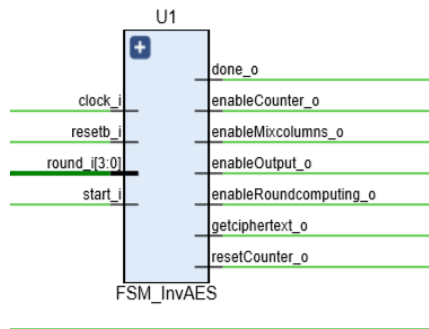 U1
done_o
clock_i
enableCounter_o
resetb_i
enableMixcolumns_o
round_i[3:0]
enableOutput_o
start_i
enableRoundcomputing_o
getciphertext_o
resetCounter_o
FSM_InvAES